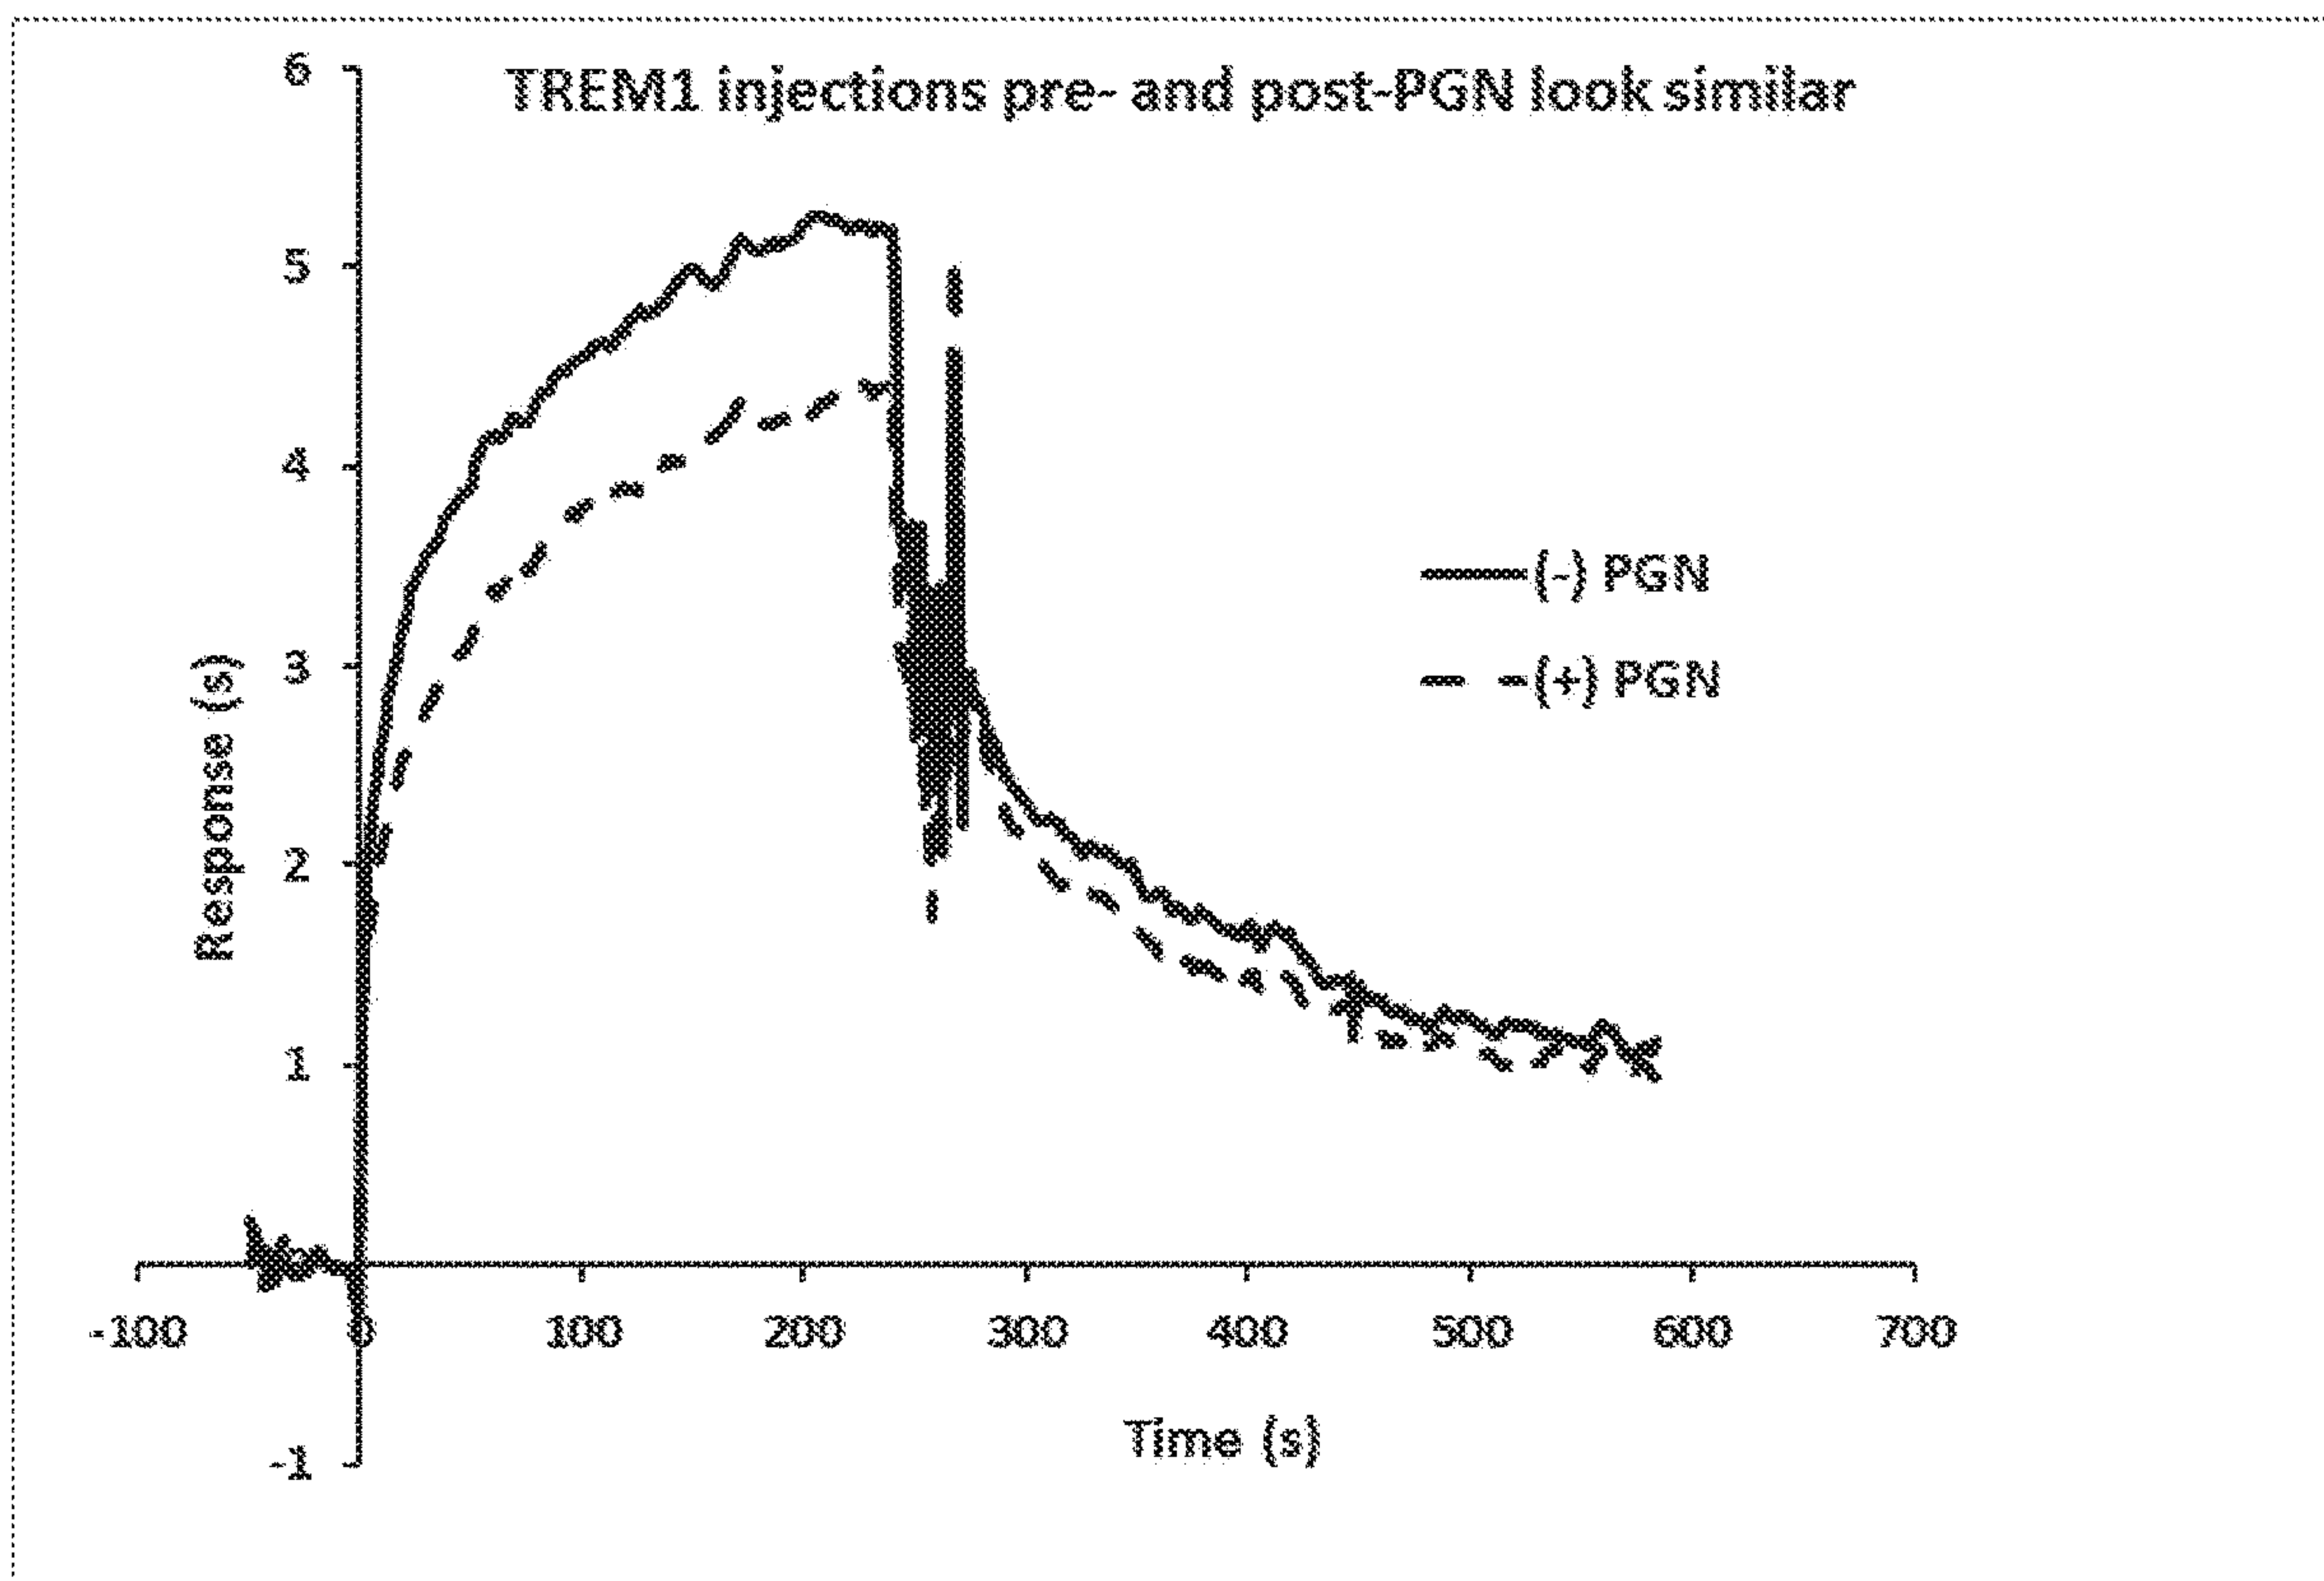 TREM1 injections pre- and post-PGN look similar
6
5
4
3
2
1
0
-1
Response (s)
(-) PGN
(+) PGN
-100 0 100 200 300 400 500 600 700
Time (s)